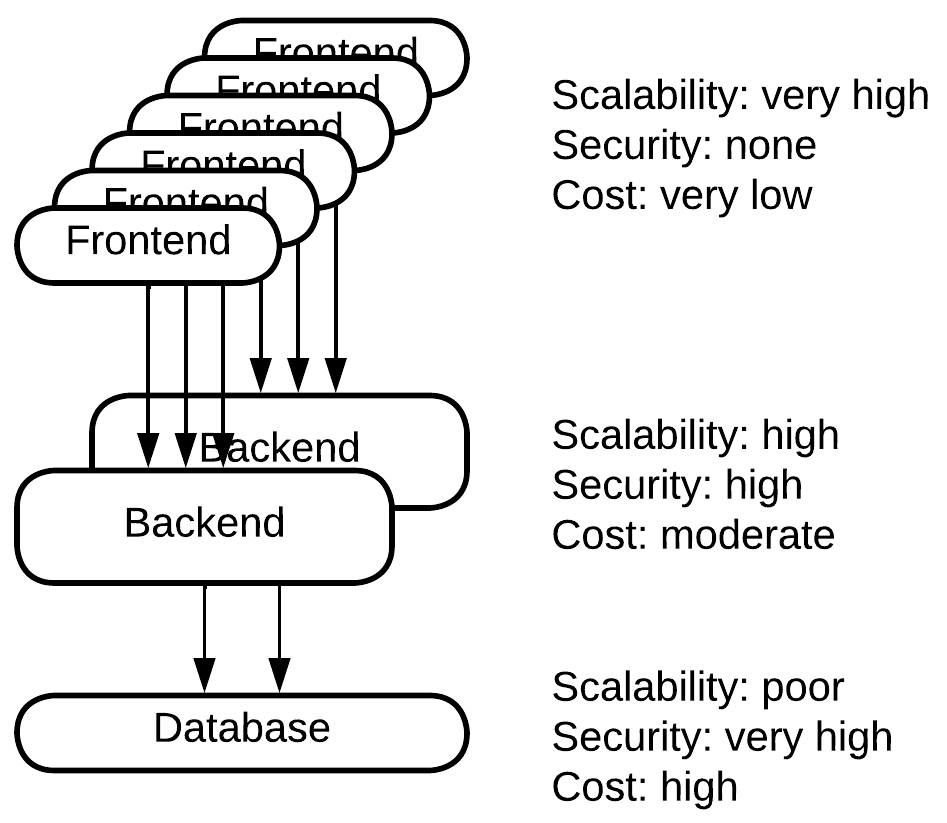 Frontend
Frontend
Frontend
Frontend
Frontend
Frontend
Scalability: very high
Security: none
Cost: very low
Backend
Backend
Scalability: high
Security: high
Cost: moderate
Database
Scalability: poor
Security: very high
Cost: high